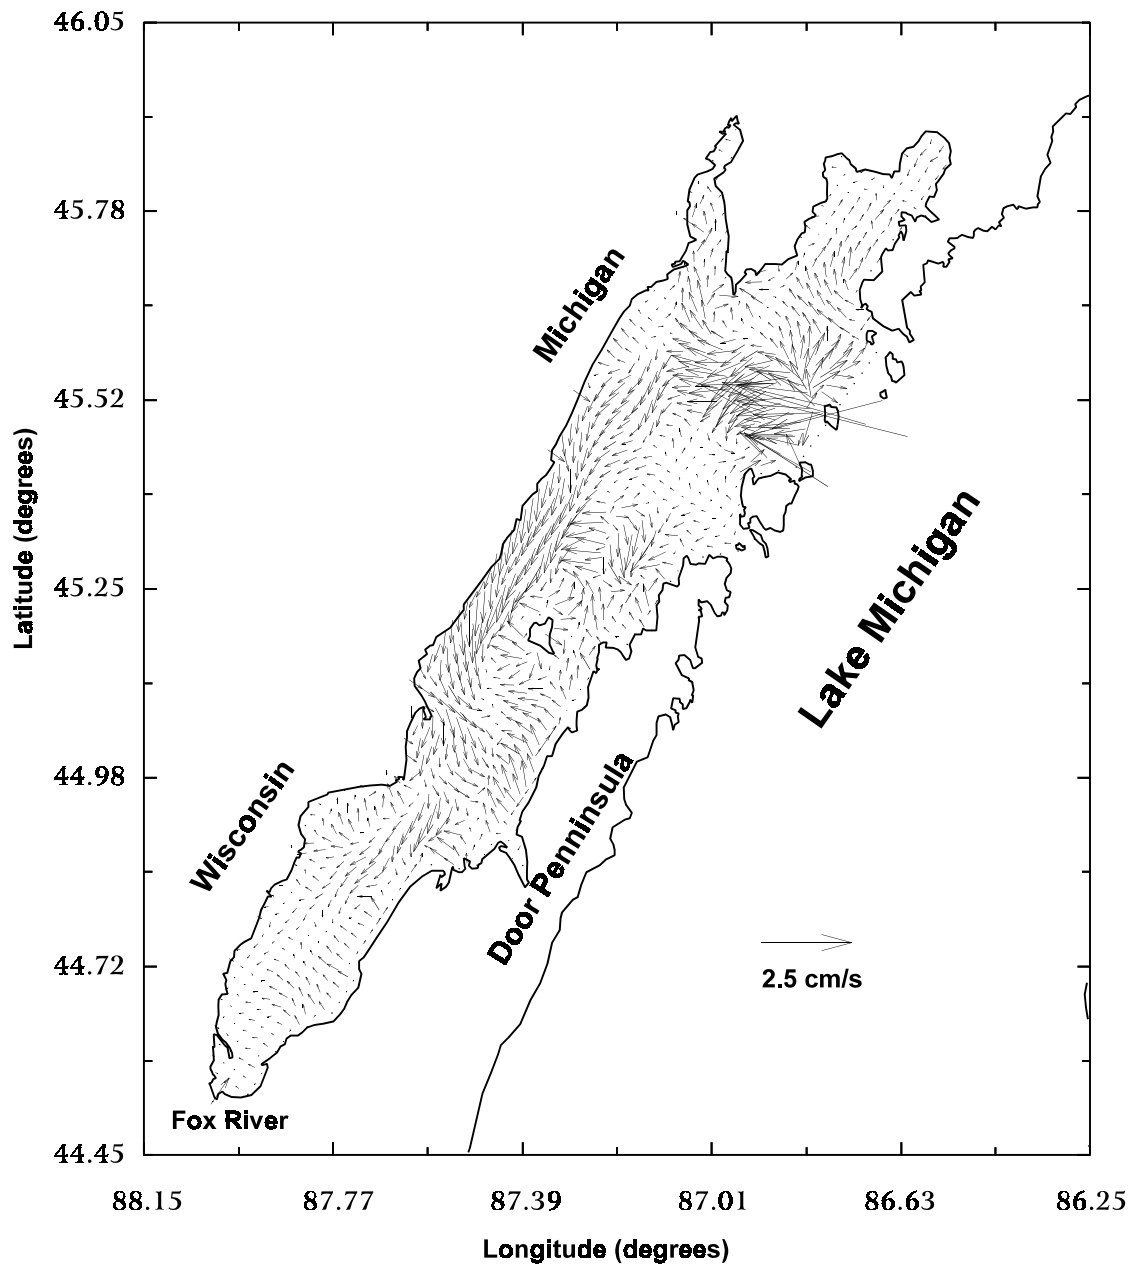 46.05
45.78
45.52
45.25
44.98
44.72
44.45
Latitude (degrees)
Michigan
Wisconsin
Lake Michigan
Door Penninsula
2.5 cm/s
Fox River
88.15 87.77 87.39 87.01 86.63 86.25
Longitude (degrees)